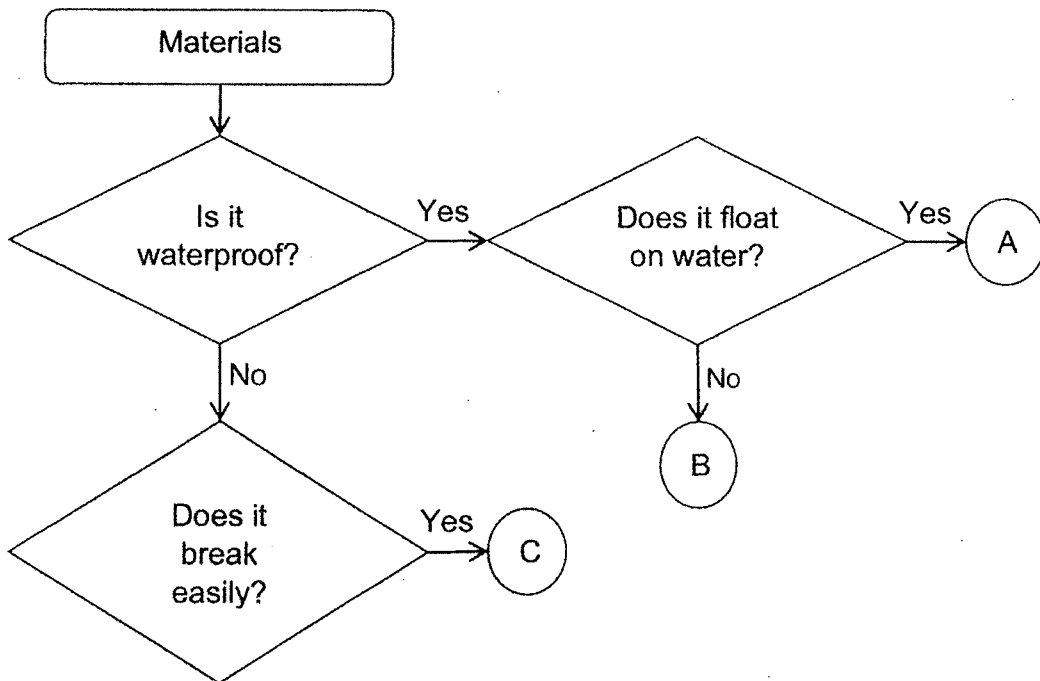 Materials
Is it
waterproof?
Yes
Does it float
on water?
Yes
A
No
No
B
Does it
break
easily?
Yes
C